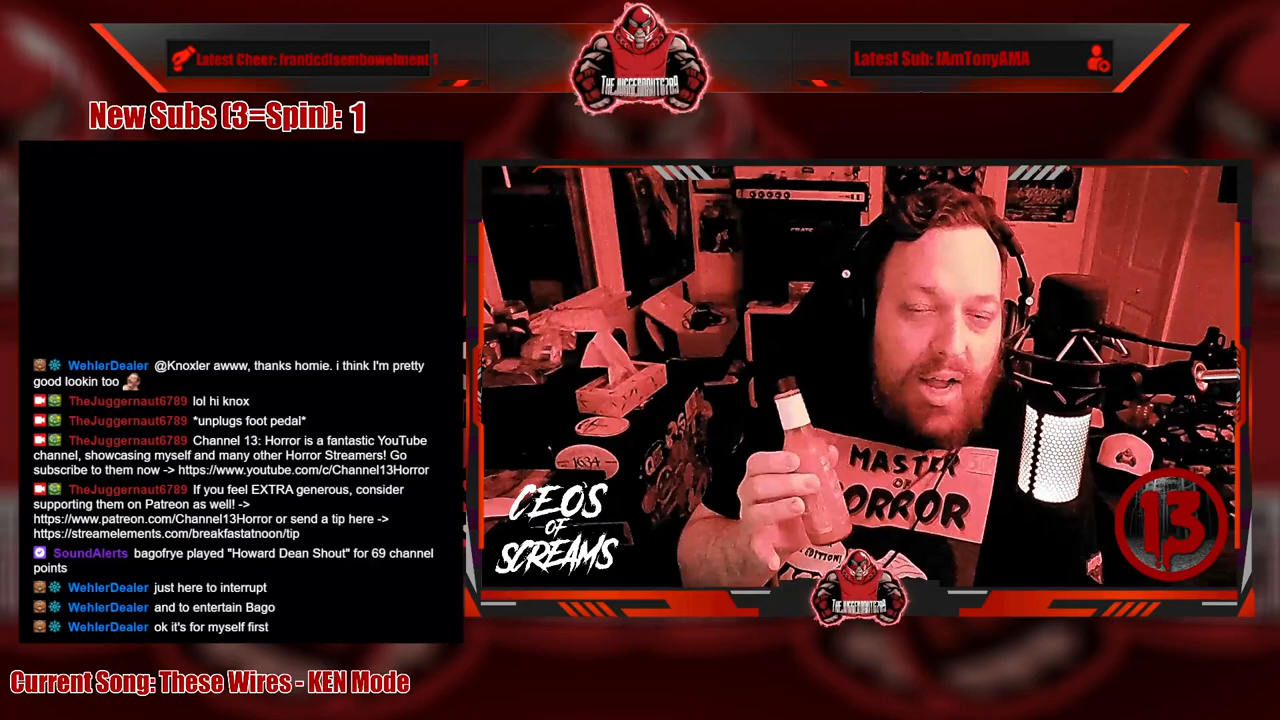 Latest Cheer: franticdisembowelment 1
THEJUGGERNAUT6789
Latest Sub: IAmTonyAMA
New Subs (3=Spin): 1
WehlerDealer @Knoxler awww, thanks homie. i think I'm pretty
good lookin too
TheJuggernaut6789 lol hi knox
TheJuggernaut6789 *unplugs foot pedal*
TheJuggernaut6789 Channel 13: Horror is a fantastic YouTube
channel, showcasing myself and many other Horror Streamers! Go
subscribe to them now -> https://www.youtube.com/c/Channel13Horror
TheJuggernaut6789 If you feel EXTRA generous, consider
supporting them on Patreon as well! ->
https://www.patreon.com/Channel13Horror or send a tip here ->
https://streamelements.com/breakfastatnoon/tip
SoundAlerts bagofrye played "Howard Dean Shout" for 69 channel
points
WehlerDealer just here to interrupt
WehlerDealer and to entertain Bago
WehlerDealer ok it's for myself first
CRATE
1634
MASTER
OF
HORROR
EDITION!
CEO'S
OF
SCREAMS
13
THEJUGGERNAUT6789
Current Song: These Wires - KEN Mode